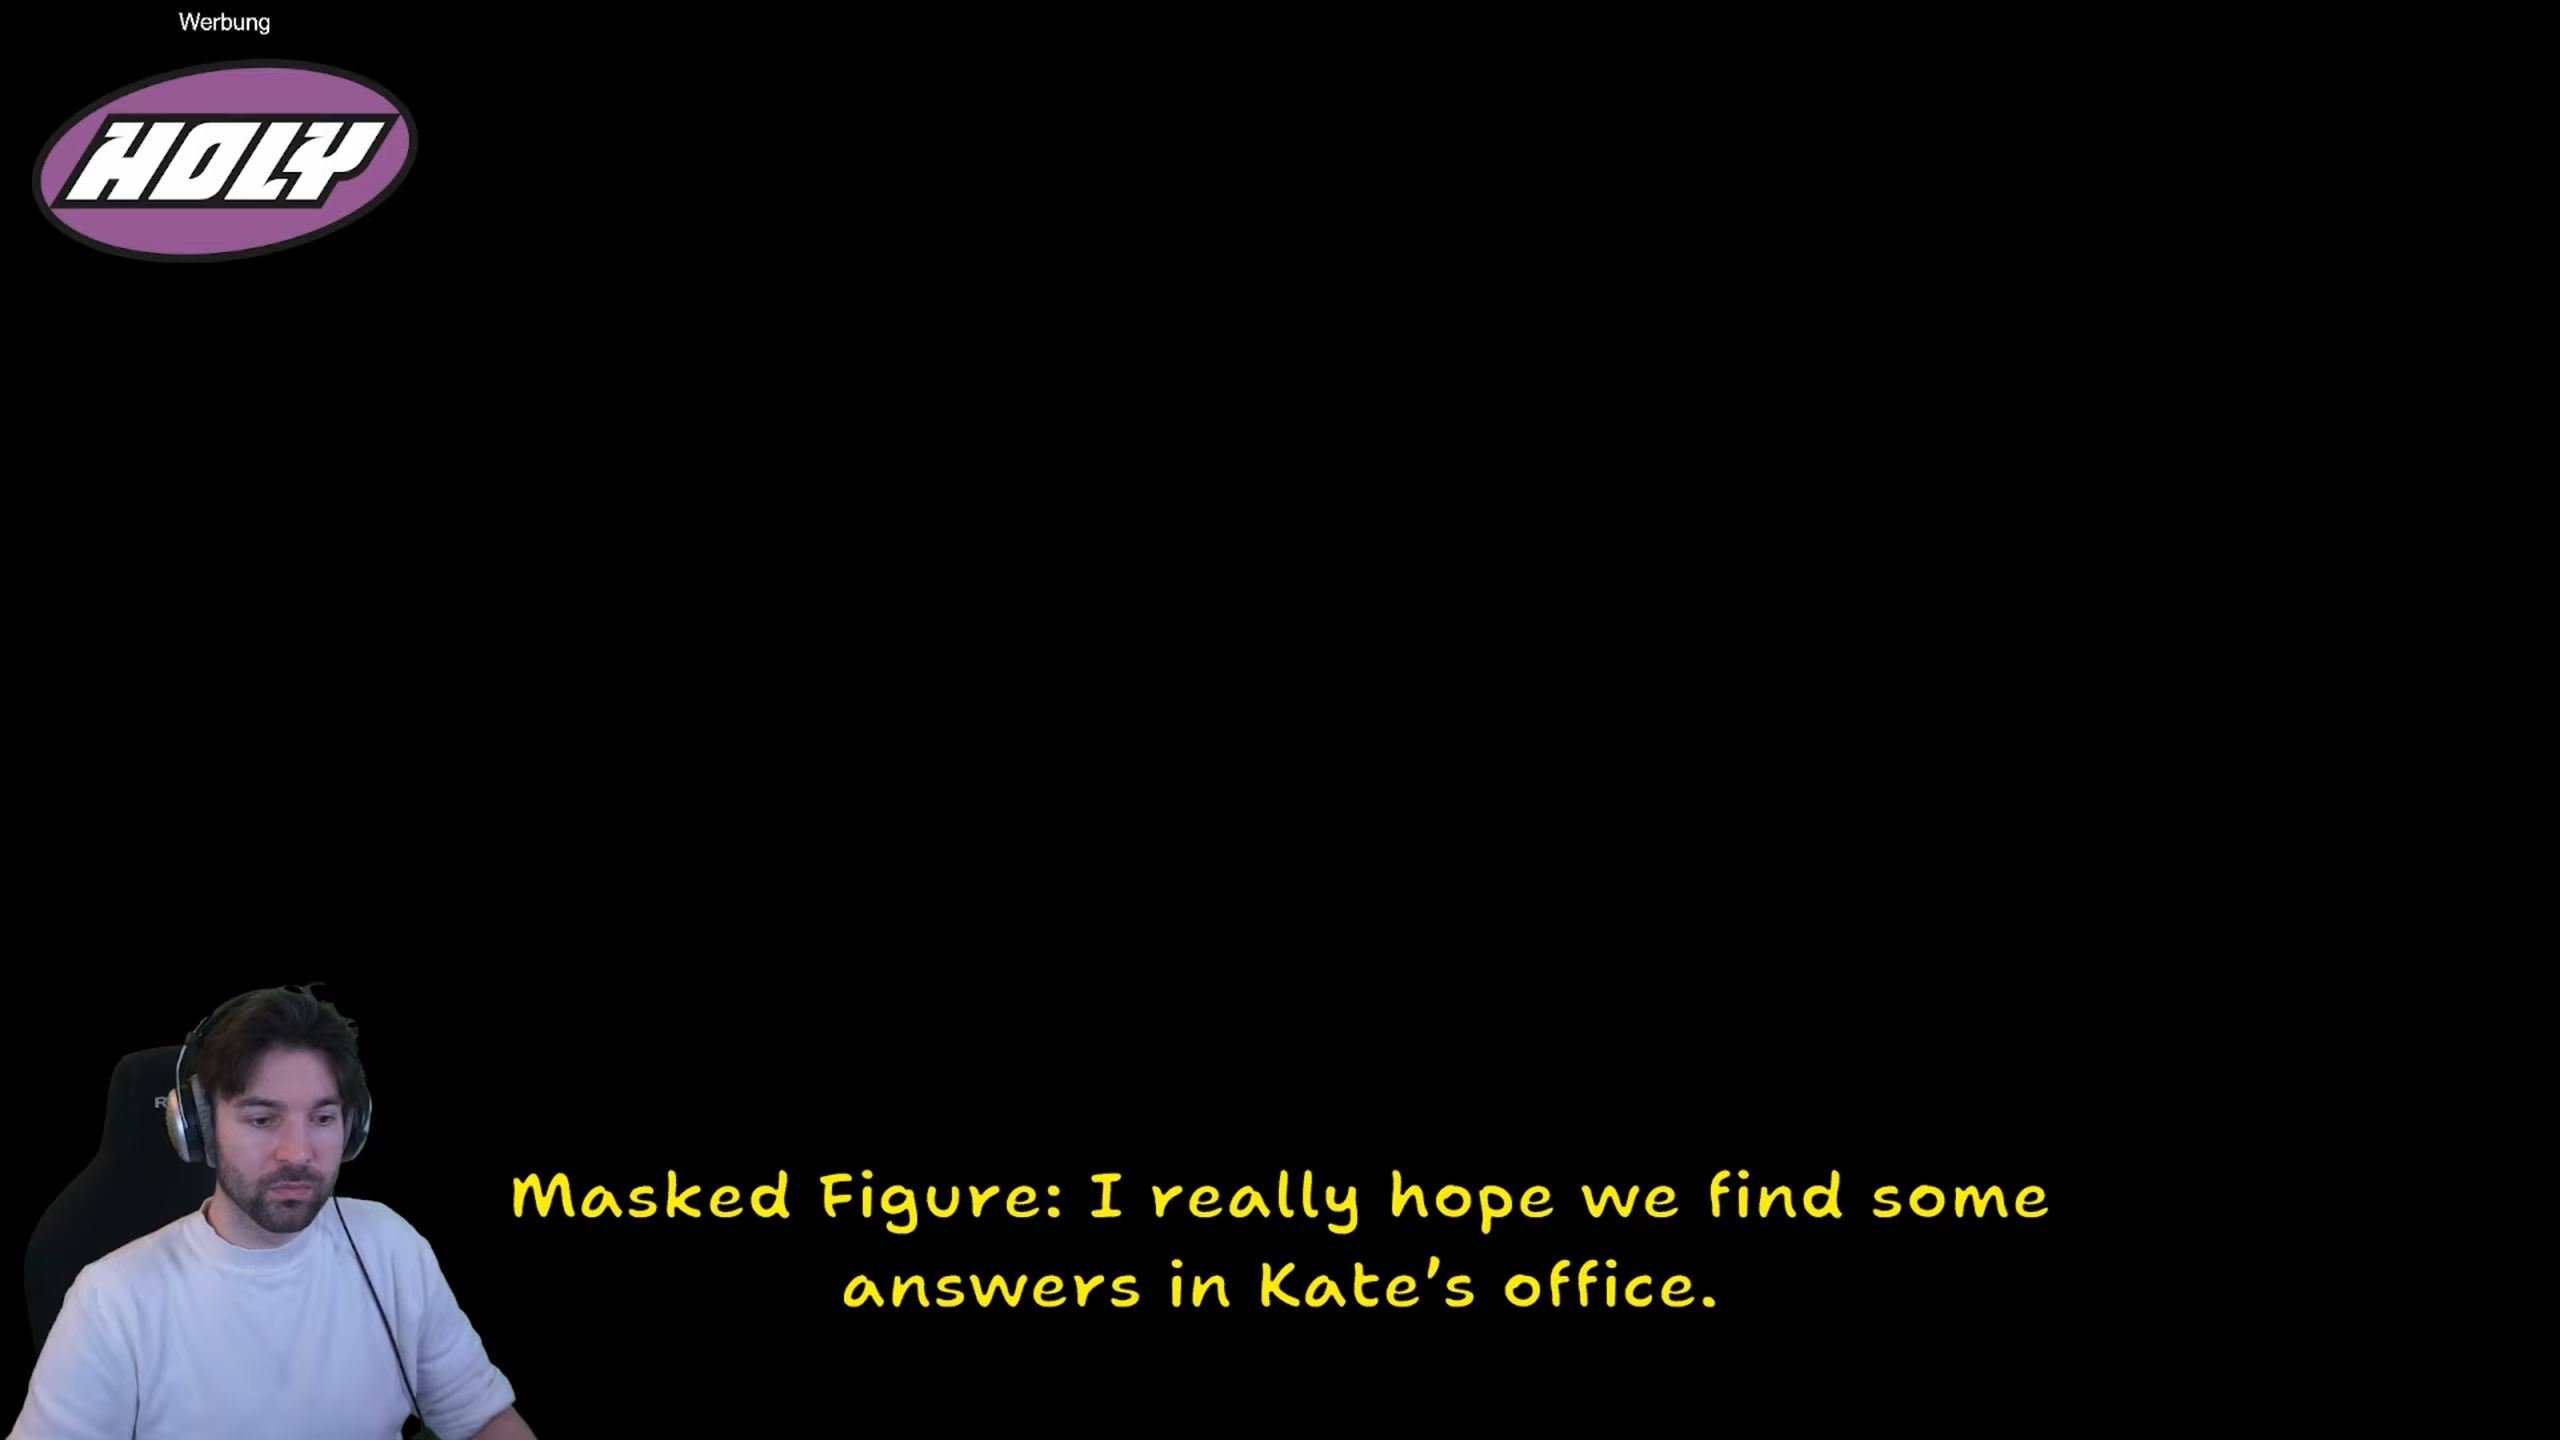 Werbung
HOLY
Masked Figure: I really hope we find some
answers in Kate's office.